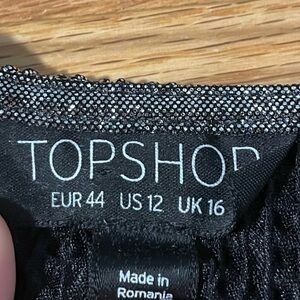 TOPSHOP
EUR 44 US 12 UK 16
Made in
Romania